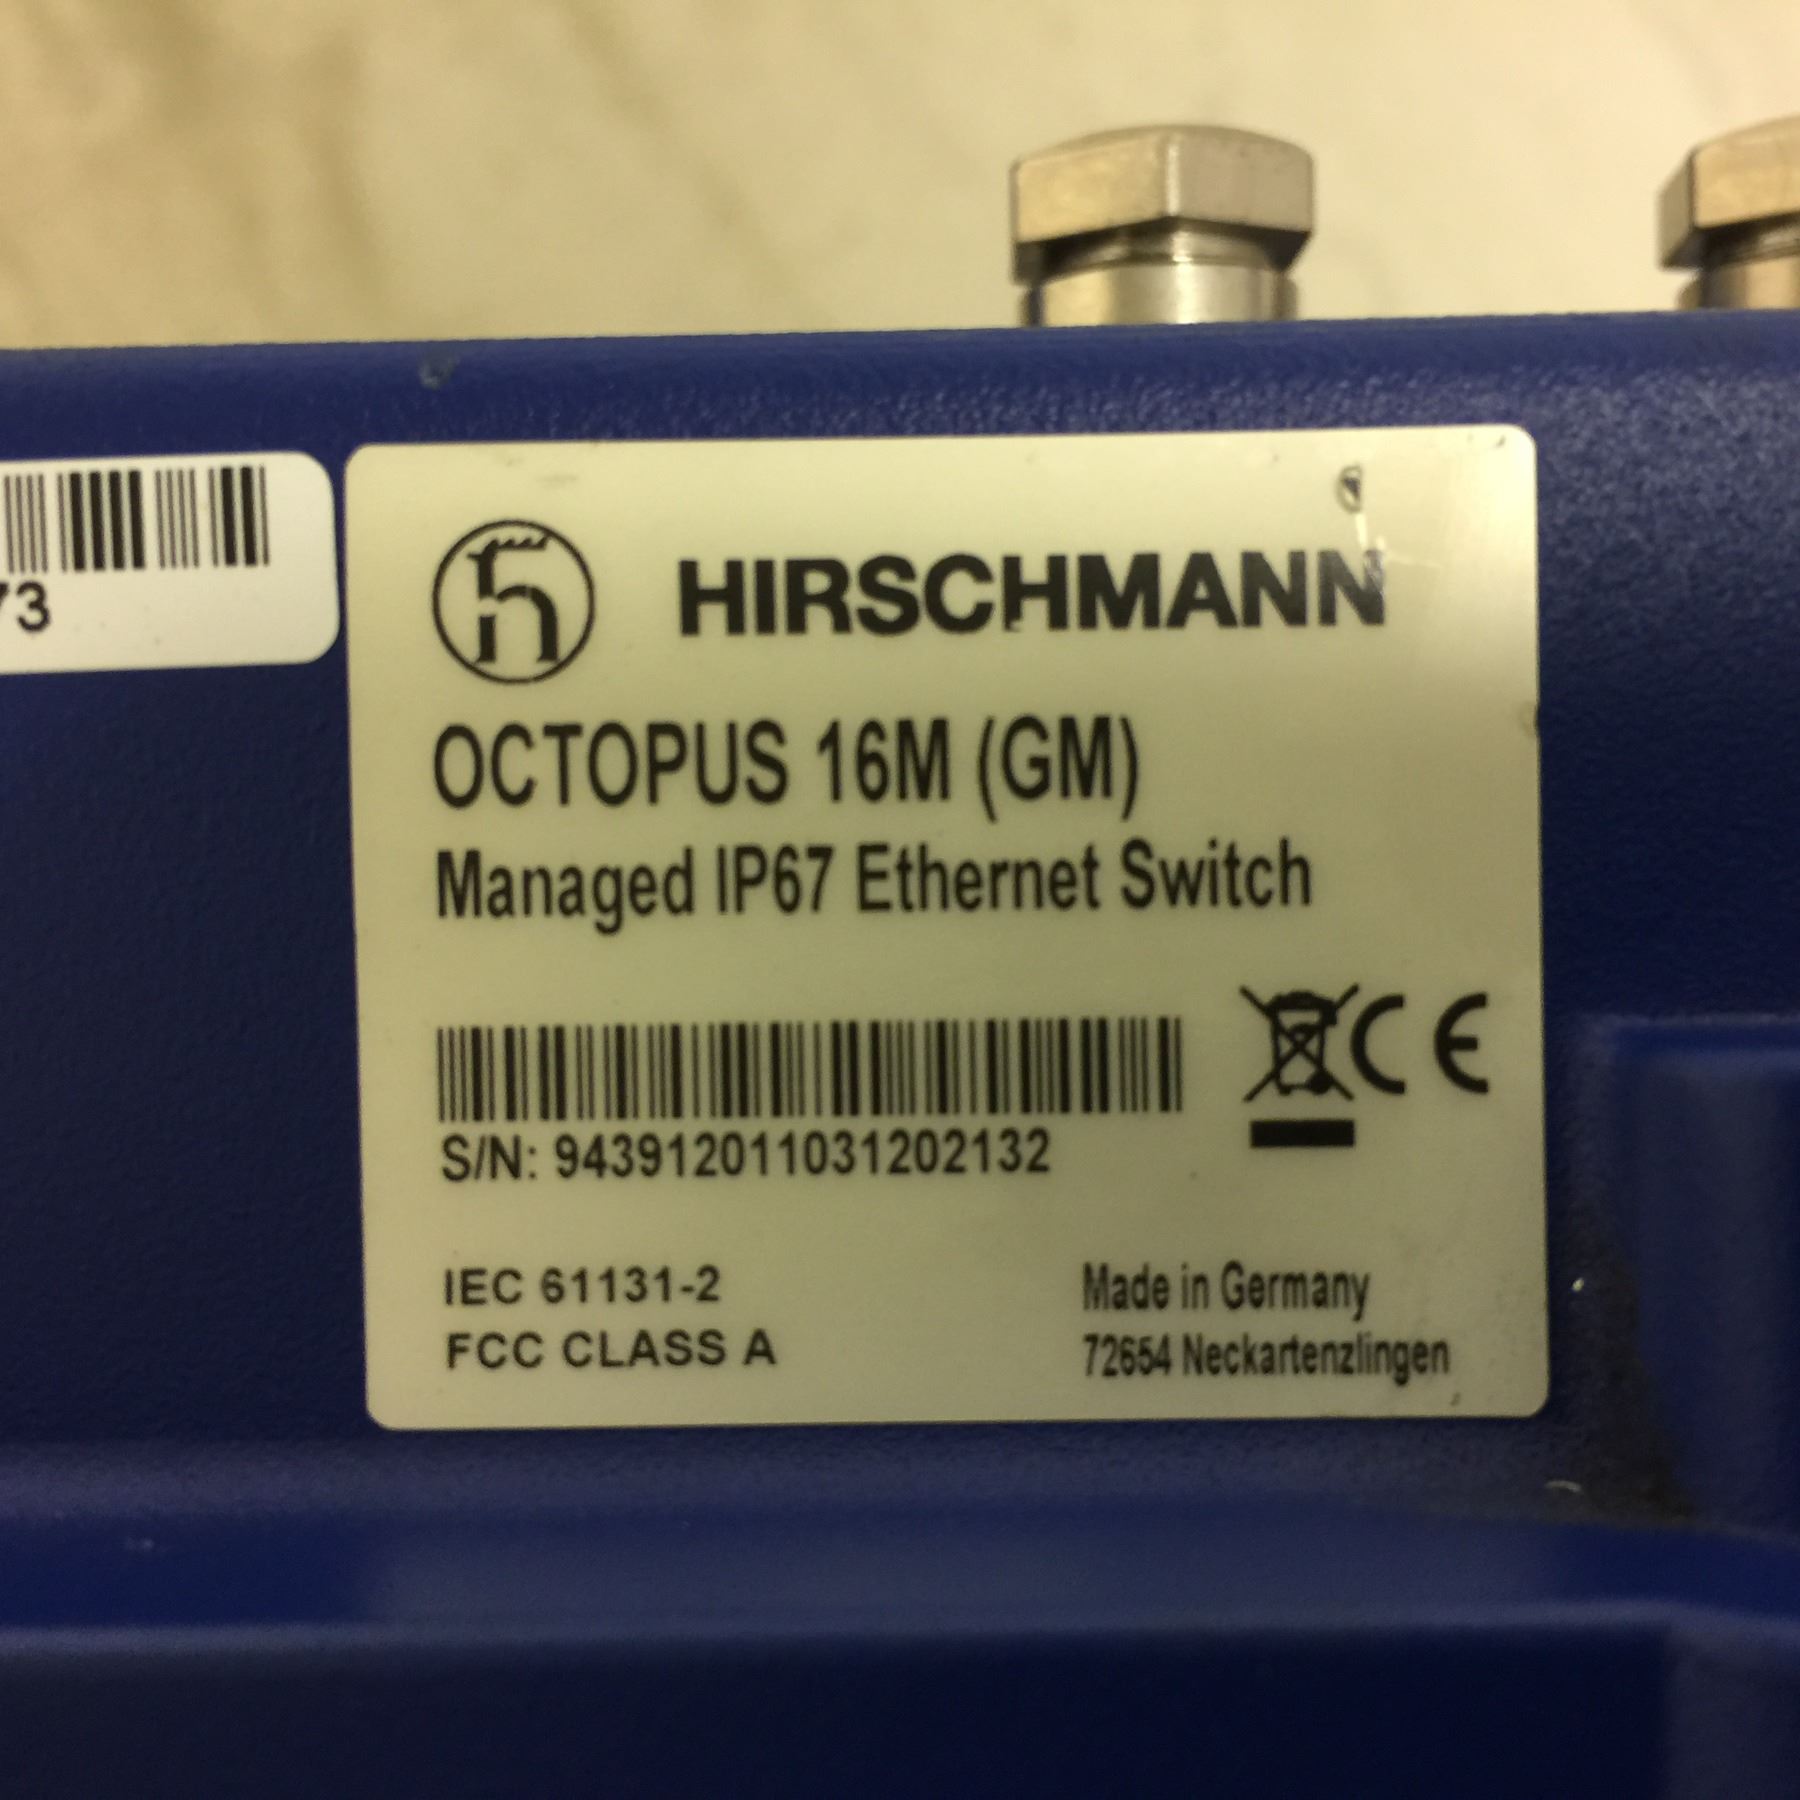 73
HIRSCHMANN
OCTOPUS 16M (GM)
Managed IP67 Ethernet Switch
CE
S/N: 943912011031202132
IEC 61131-2
FCC CLASS A
Made in Germany
72654 Neckartenzlingen